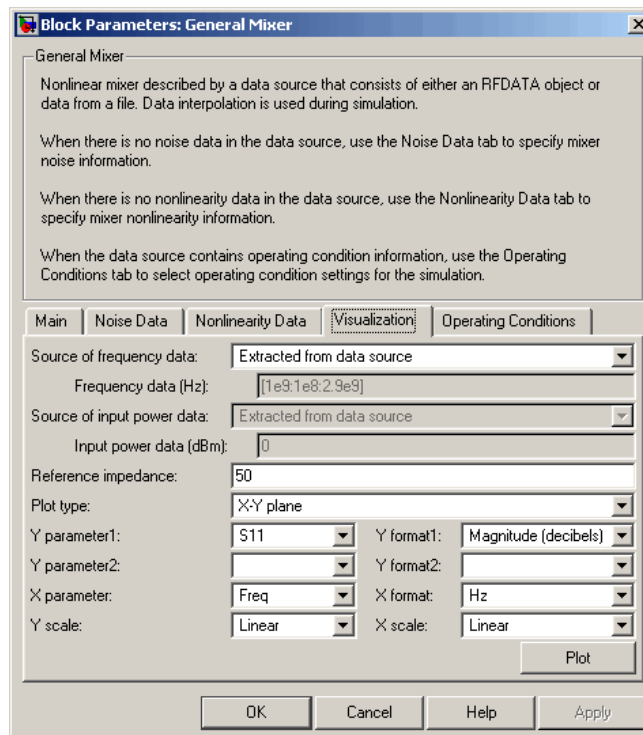 Block Parameters: General Mixer
General Mixer
Nonlinear mixer described by a data source that consists of either an RFDATA object or
data from a file. Data interpolation is used during simulation.
When there is no noise data in the data source, use the Noise Data tab to specify mixer
noise information.
When there is no nonlinearity data in the data source, use the Nonlinearity Data tab to
specify mixer nonlinearity information.
When the data source contains operating condition information, use the Operating
Conditions tab to select operating condition settings for the simulation.
Main Noise Data Nonlinearity Data Visualization Operating Conditions
Source of frequency data: Extracted from data source
Frequency data (Hz): [1e9:1e8:2.9e9]
Source of input power data: Extracted from data source
Input power data (dBm): 0
Reference impedance: 50
Plot type: X-Y plane
Y parameter1: S11 Y format1: Magnitude (decibels)
Y parameter2: Y format2:
X parameter: Freq X format: Hz
Y scale: Linear X scale: Linear
Plot
OK Cancel Help Apply